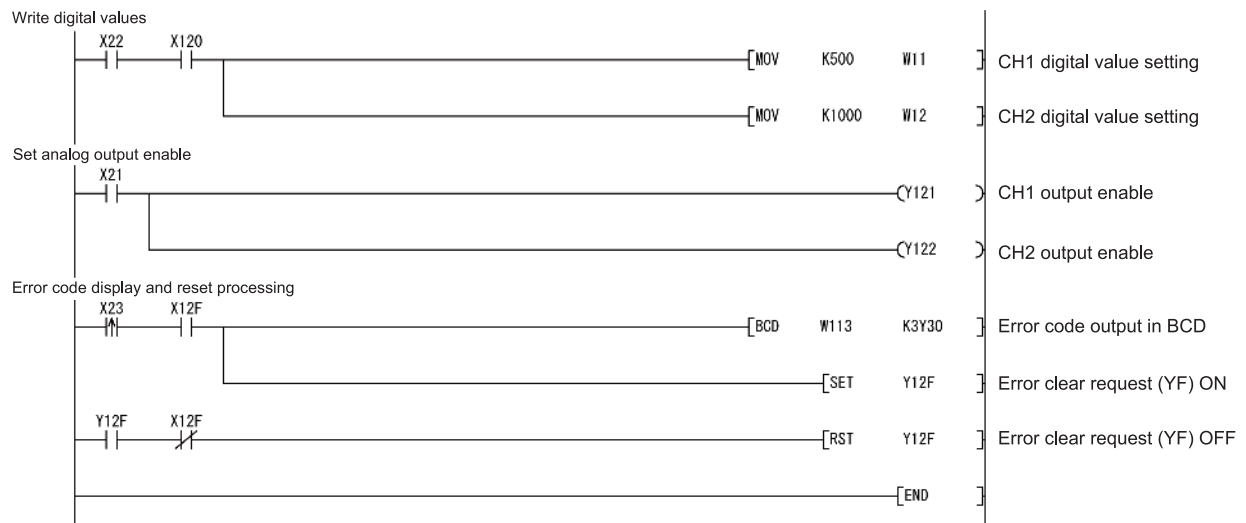 Write digital values
X22 X120
[MOV K500 W11 ] CH1 digital value setting
[MOV K1000 W12 ] CH2 digital value setting
Set analog output enable
X21
(Y121 ) CH1 output enable
(Y122 ) CH2 output enable
Error code display and reset processing
X23 X12F
[BCD W113 K3Y30 ] Error code output in BCD
[SET Y12F ] Error clear request (YF) ON
Y12F X12F
[RST Y12F ] Error clear request (YF) OFF
[END ]